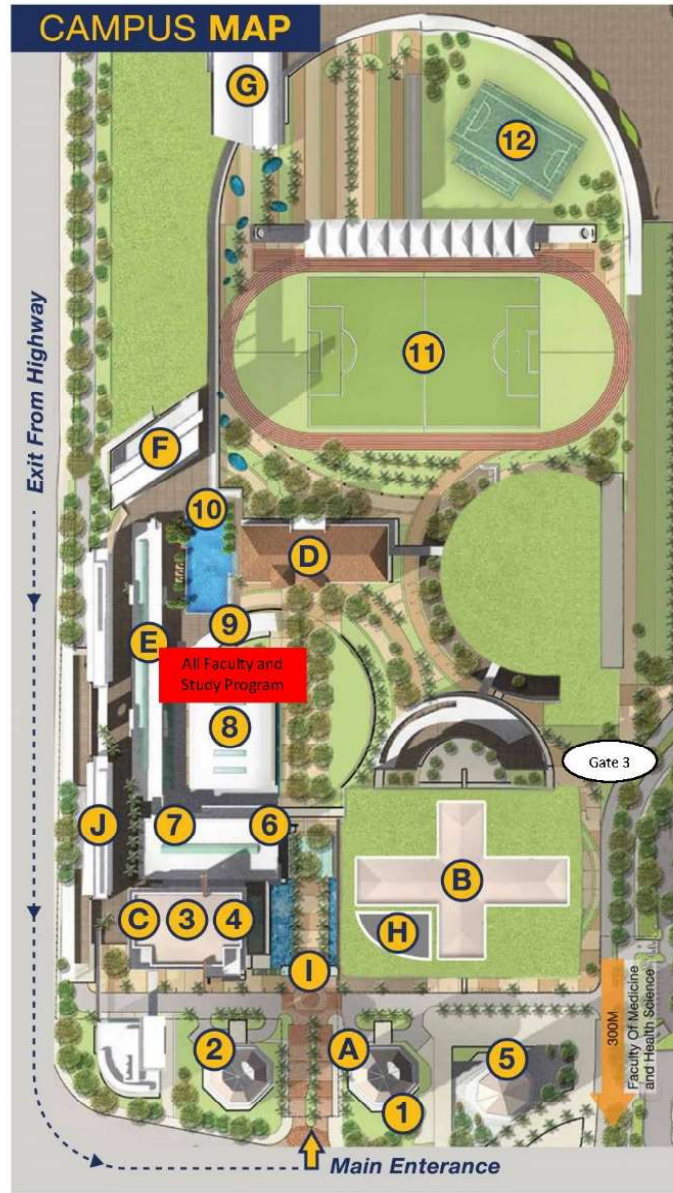 CAMPUS MAP
G
12
11
Exit From Highway
F
10
D
9
E
All Faculty and
Study Program
8
Gate 3
J
7
6
B
C
3
4
H
I
300M
Faculty Of Medicine
and Health Science
2
A
5
1
Main Enterance